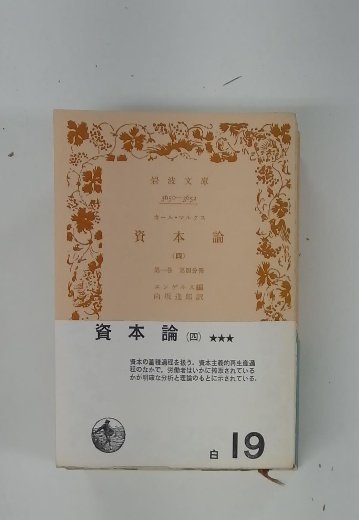 岩波文庫
カール・マルクス
資本論
(四)
第一巻 第四分冊
エンゲルス編
向坂逸郎訳
資本論(四)★★★
資本の蓄積過程を扱う。資本主義的再生産過
程のなかで、労働者はいかに搾取されている
かが明確な分析と理論のもとに示されている。
白 19